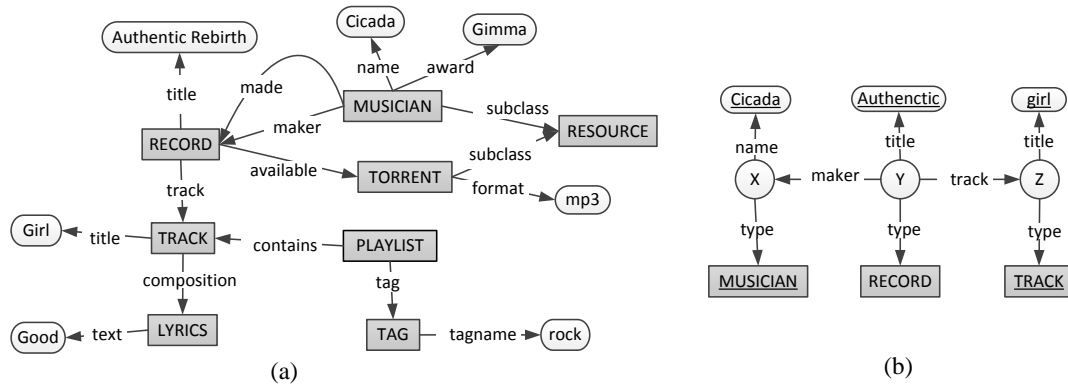 Authentic Rebirth
Cicada
Gimma
title
made
name
award
maker
MUSICIAN
subclass
RECORD
RESOURCE
available
subclass
TORRENT
format
mp3
track
Girl
title
TRACK
contains
PLAYLIST
composition
tag
Good
text
LYRICS
TAG
tagname
rock
(a)
Cicada
Authenctic
girl
name
title
title
X
maker
Y
track
Z
type
type
type
MUSICIAN
RECORD
TRACK
(b)